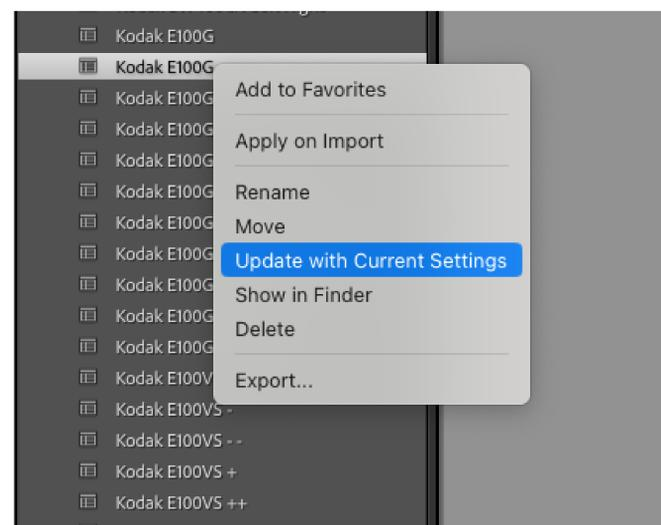 Kodak E100G
Kodak E100G
Add to Favorites
Kodak E100G
Kodak E100G
Apply on Import
Kodak E100G
Kodak E100G
Rename
Kodak E100G
Move
Kodak E100G
Update with Current Settings
Kodak E100G
Show in Finder
Kodak E100G
Delete
Kodak E100G
Kodak E100V
Export...
Kodak E100VS -
Kodak E100VS - -
Kodak E100VS +
Kodak E100VS ++